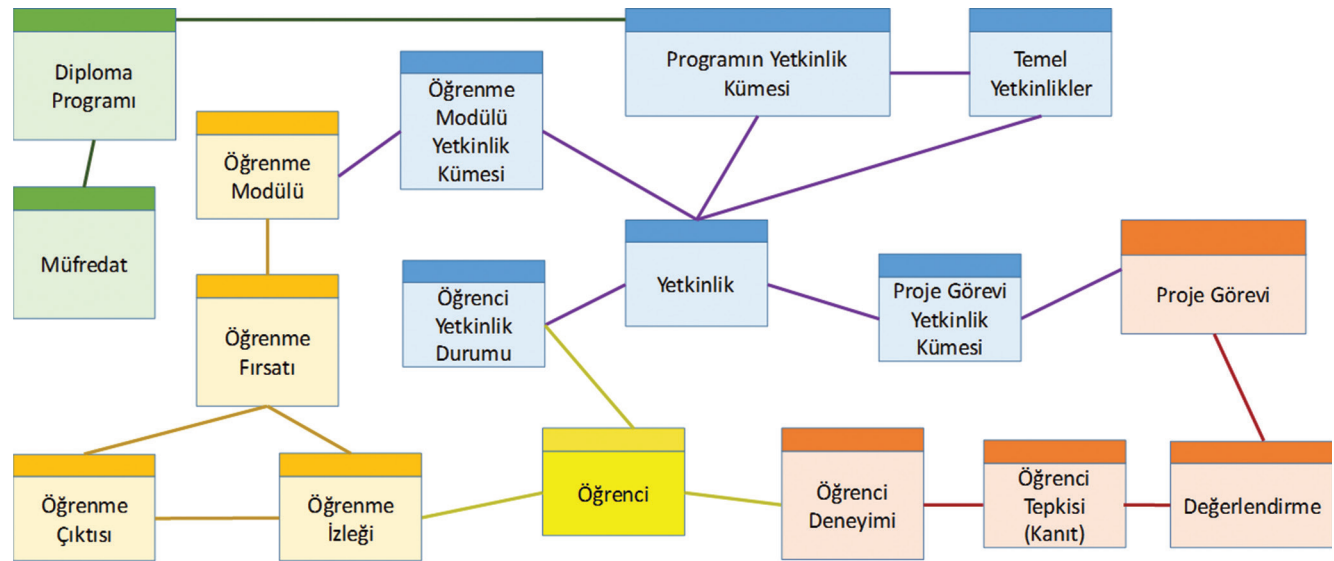 Diploma
Programı
Programın Yetkinlik
Kümesi
Temel
Yetkinlikler
Öğrenme
Modülü
Yetkinlik
Kümesi
Öğrenme
Modülü
Müfredat
Öğrenme
Fırsatı
Öğrenci
Yetkinlik
Durumu
Yetkinlik
Proje Görevi
Yetkinlik
Kümesi
Proje Görevi
Öğrenme
Çıktısı
Öğrenme
İzleği
Öğrenci
Öğrenci
Deneyimi
Öğrenci
Tepkisi
(Kanıt)
Değerlendirme